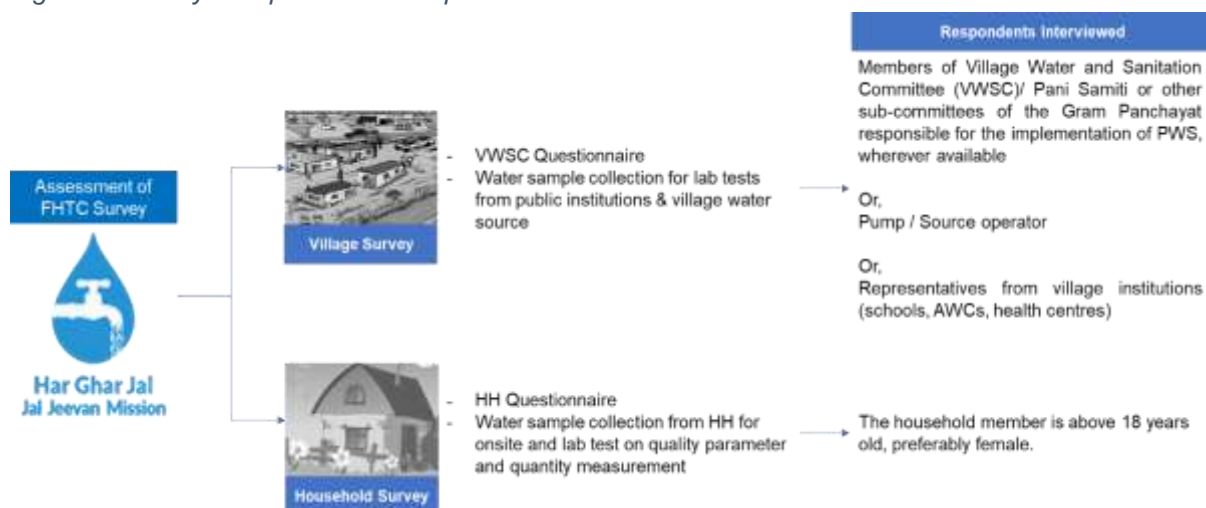 Respondents Interviewed
Members of Village Water and Sanitation
Committee (VWSC)/ Pani Samiti or other
sub-committees of the Gram Panchayat
responsible for the implementation of PWS,
wherever available
Or,
Pump / Source operator
Or,
Representatives from village institutions
(schools, AWCs, health centres)
Assessment of
FHTC Survey
Har Ghar Jal
Jal Jeevan Mission
- VWSC Questionnaire
- Water sample collection for lab tests
from public institutions & village water
source
Village Survey
- HH Questionnaire
- Water sample collection from HH for
onsite and lab test on quality parameter
and quantity measurement
Household Survey
The household member is above 18 years
old, preferably female.